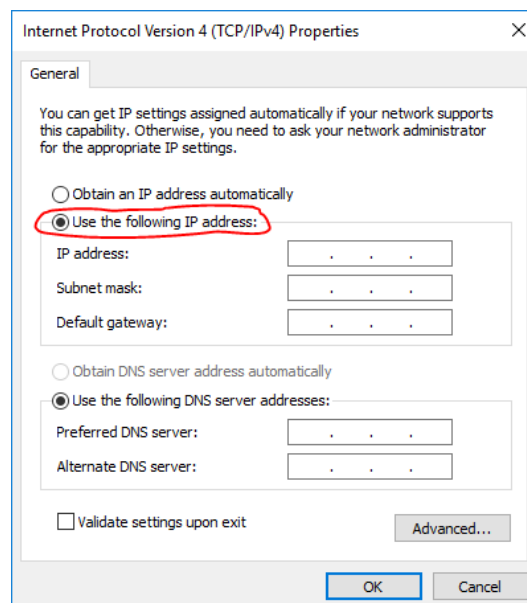 Internet Protocol Version 4 (TCP/IPv4) Properties
General
You can get IP settings assigned automatically if your network supports
this capability. Otherwise, you need to ask your network administrator
for the appropriate IP settings.
Obtain an IP address automatically
Use the following IP address:
IP address:
Subnet mask:
Default gateway:
Obtain DNS server address automatically
Use the following DNS server addresses:
Preferred DNS server:
Alternate DNS server:
Validate settings upon exit
Advanced...
OK Cancel